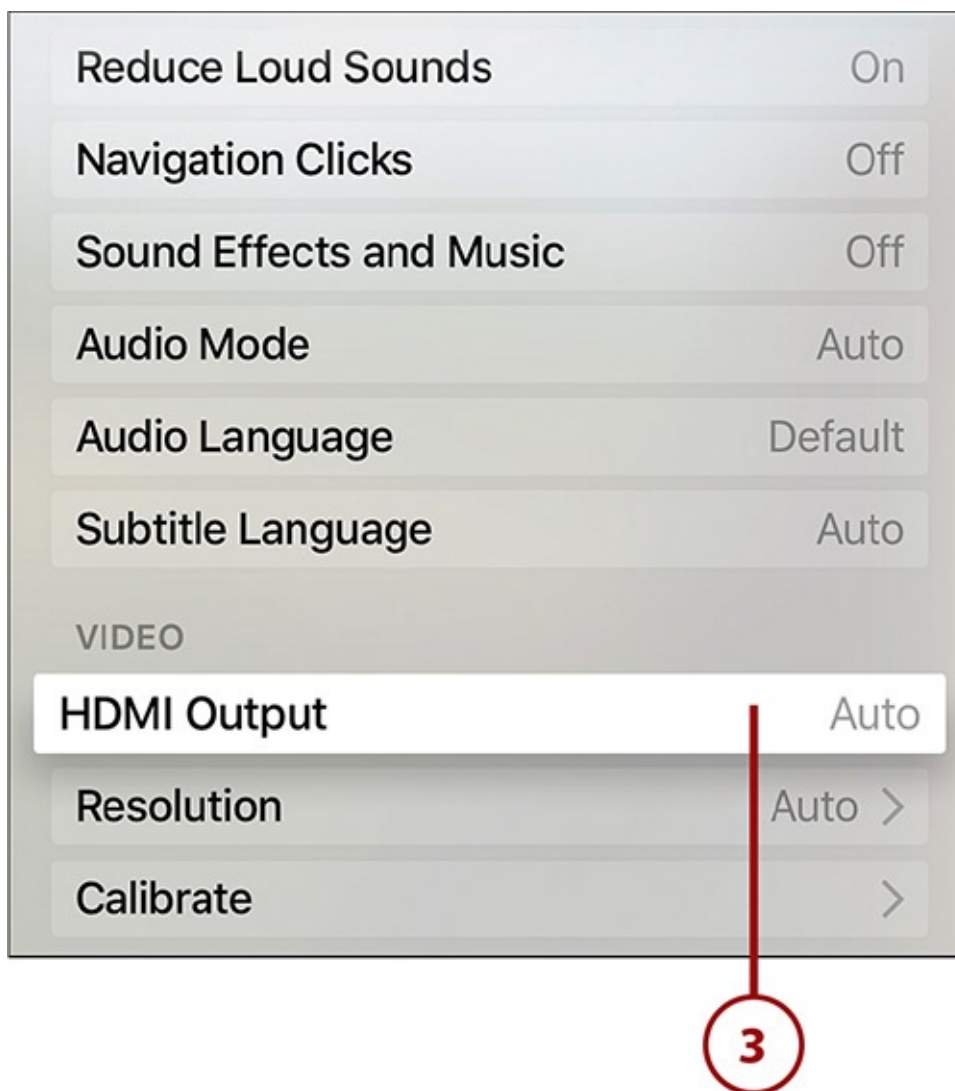 Reduce Loud Sounds On
Navigation Clicks Off
Sound Effects and Music Off
Audio Mode Auto
Audio Language Default
Subtitle Language Auto
VIDEO
HDMI Output Auto
Resolution Auto >
Calibrate >
3